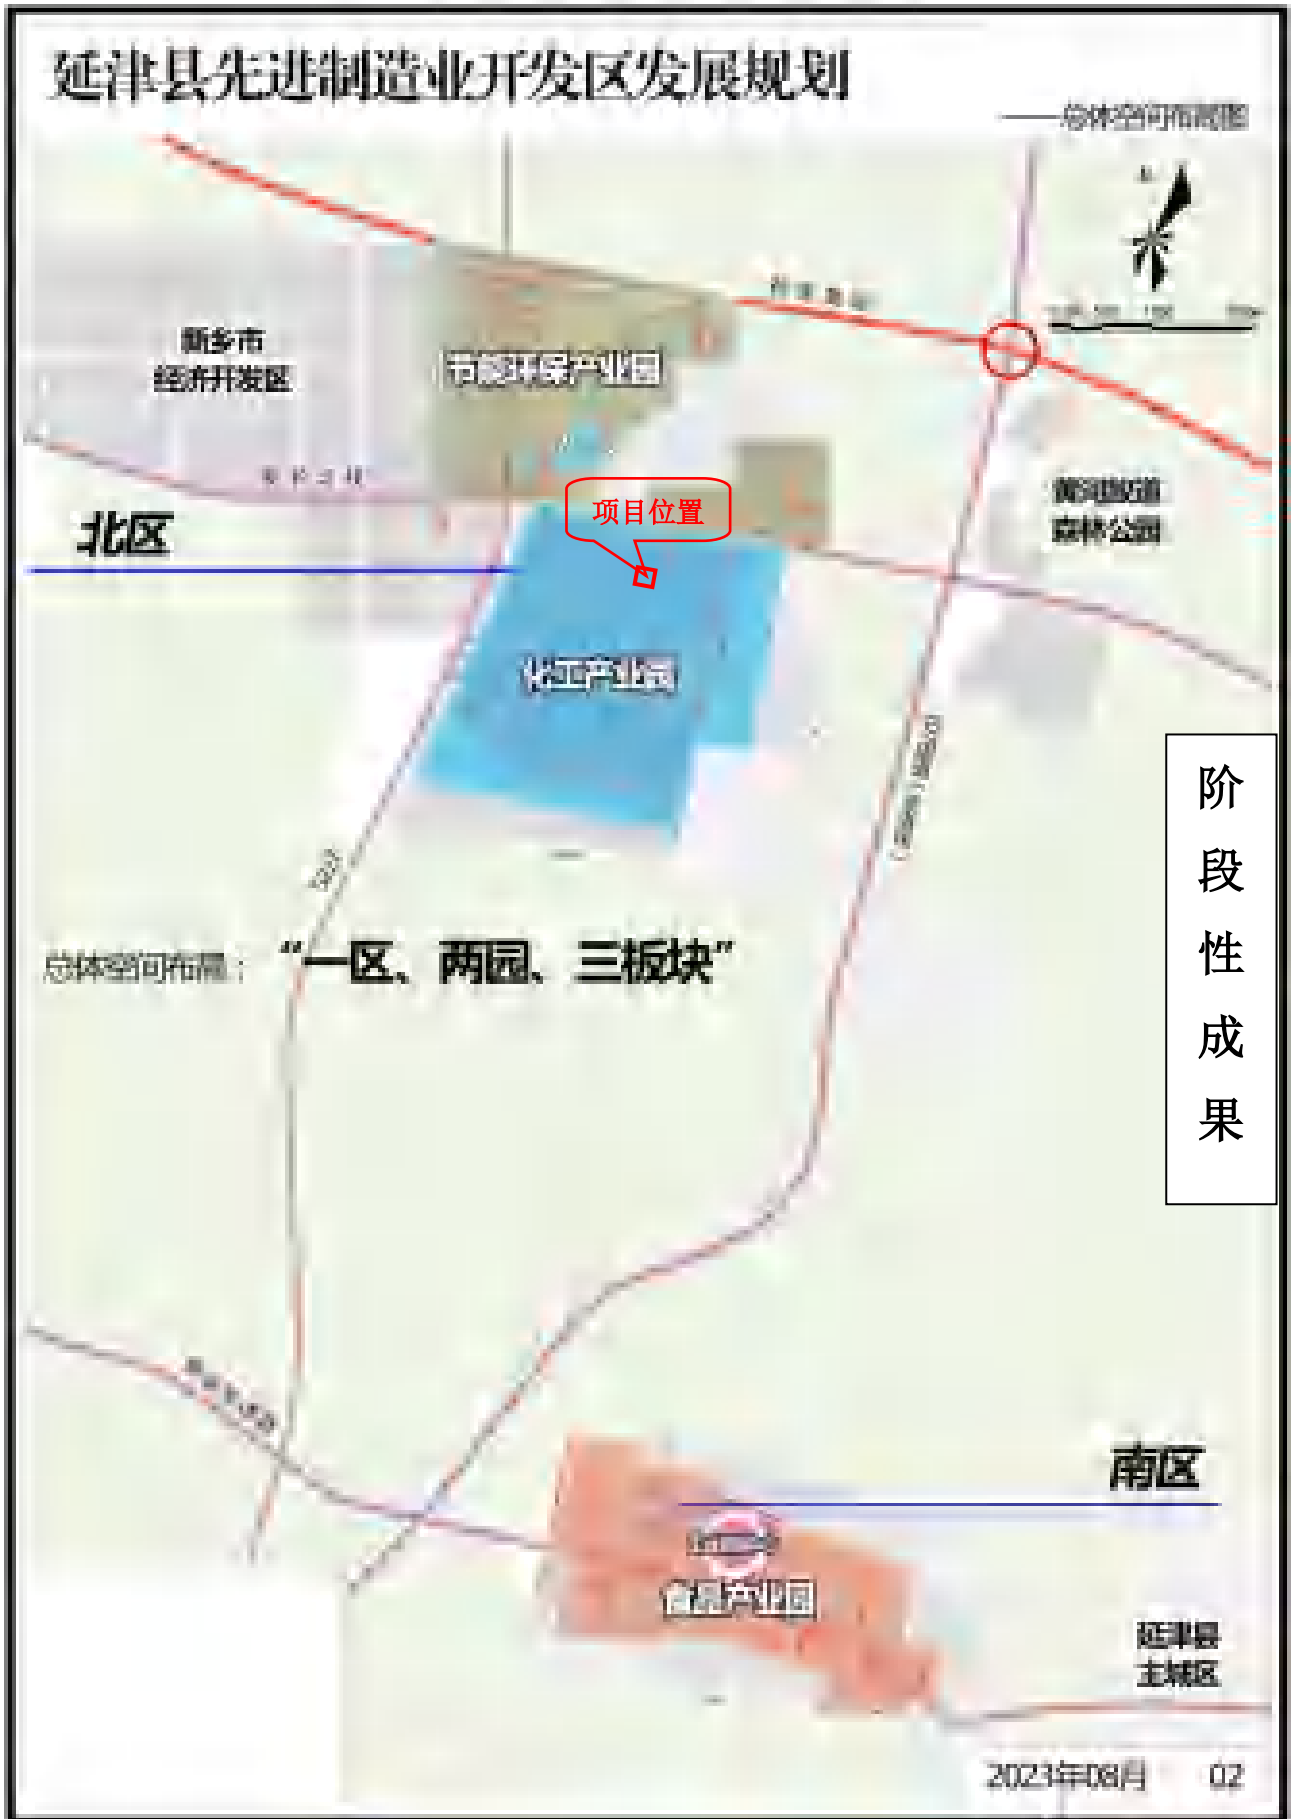 延津县先进制造业开发区发展规划
——总体空间布局图
新乡市
经济开发区
节能环保产业园
北区
项目位置
黄河故道
森林公园
化工产业园
S227
阶段性成果
总体空间布局：“一区、两园、三板块”
南区
食品产业园
延津县
主城区
2023年08月 02